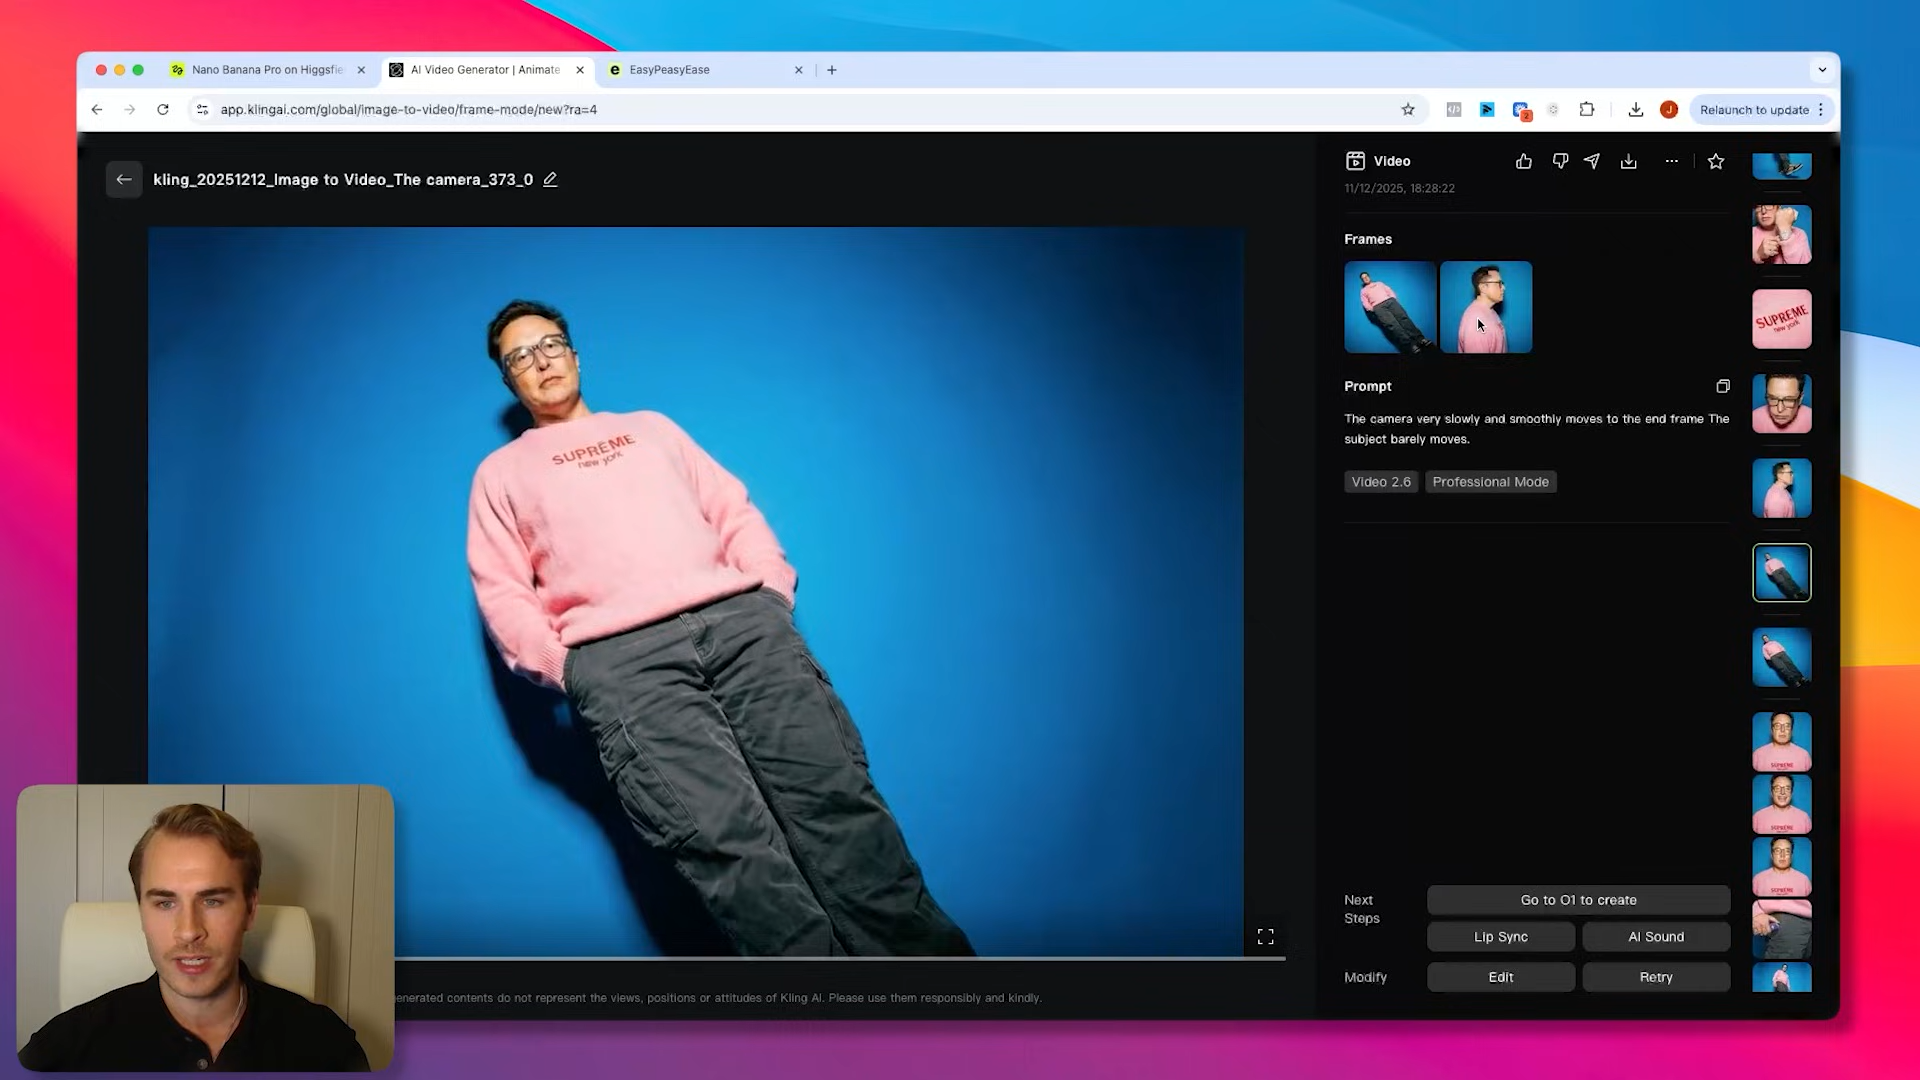 Nano Banana Pro on Higgsfie
AI Video Generator | Animate
EasyPeasyEase
app.klingai.com/global/image-to-video/frame-mode/new?ra=4
2
J
Relaunch to update
kling_20251212_Image to Video_The camera_373_0
Video
11/12/2025, 18:28:22
Frames
Prompt
The camera very slowly and smoothly moves to the end frame The
subject barely moves.
Video 2.6
Professional Mode
SUPRĒME
new york
SUPREME
new york
Next
Steps
Go to O1 to create
Lip Sync
AI Sound
Modify
Edit
Retry
enerated contents do not represent the views, positions or attitudes of Kling AI. Please use them responsibly and kindly.